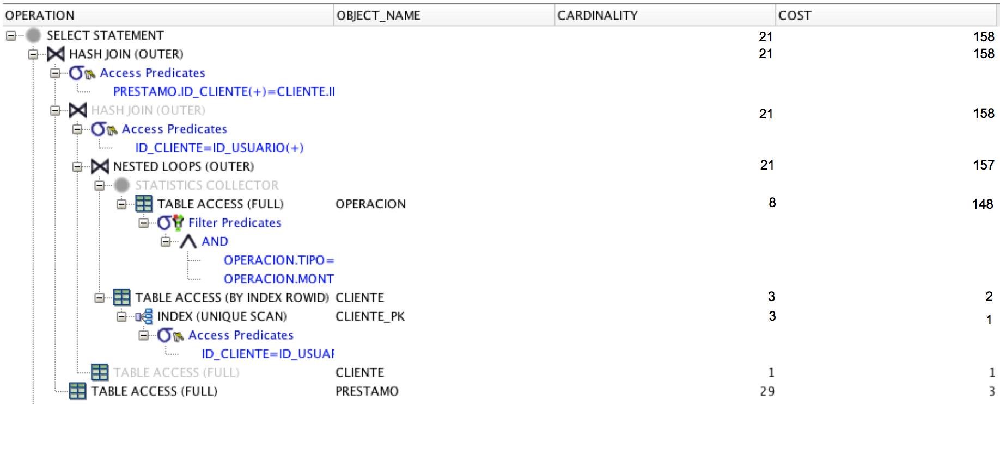 OPERATION OBJECT_NAME CARDINALITY COST
SELECT STATEMENT 21 158
HASH JOIN (OUTER) 21 158
Access Predicates
PRESTAMO.ID_CLIENTE(+)=CLIENTE.II
HASH JOIN (OUTER) 21 158
Access Predicates
ID_CLIENTE=ID_USUARIO(+)
NESTED LOOPS (OUTER) 21 157
STATISTICS COLLECTOR
TABLE ACCESS (FULL) OPERACION 8 148
Filter Predicates
AND
OPERACION.TIPO=
OPERACION.MONT
TABLE ACCESS (BY INDEX ROWID) CLIENTE 3 2
INDEX (UNIQUE SCAN) CLIENTE_PK 3 1
Access Predicates
ID_CLIENTE=ID_USUAF
TABLE ACCESS (FULL) CLIENTE 1 1
TABLE ACCESS (FULL) PRESTAMO 29 3